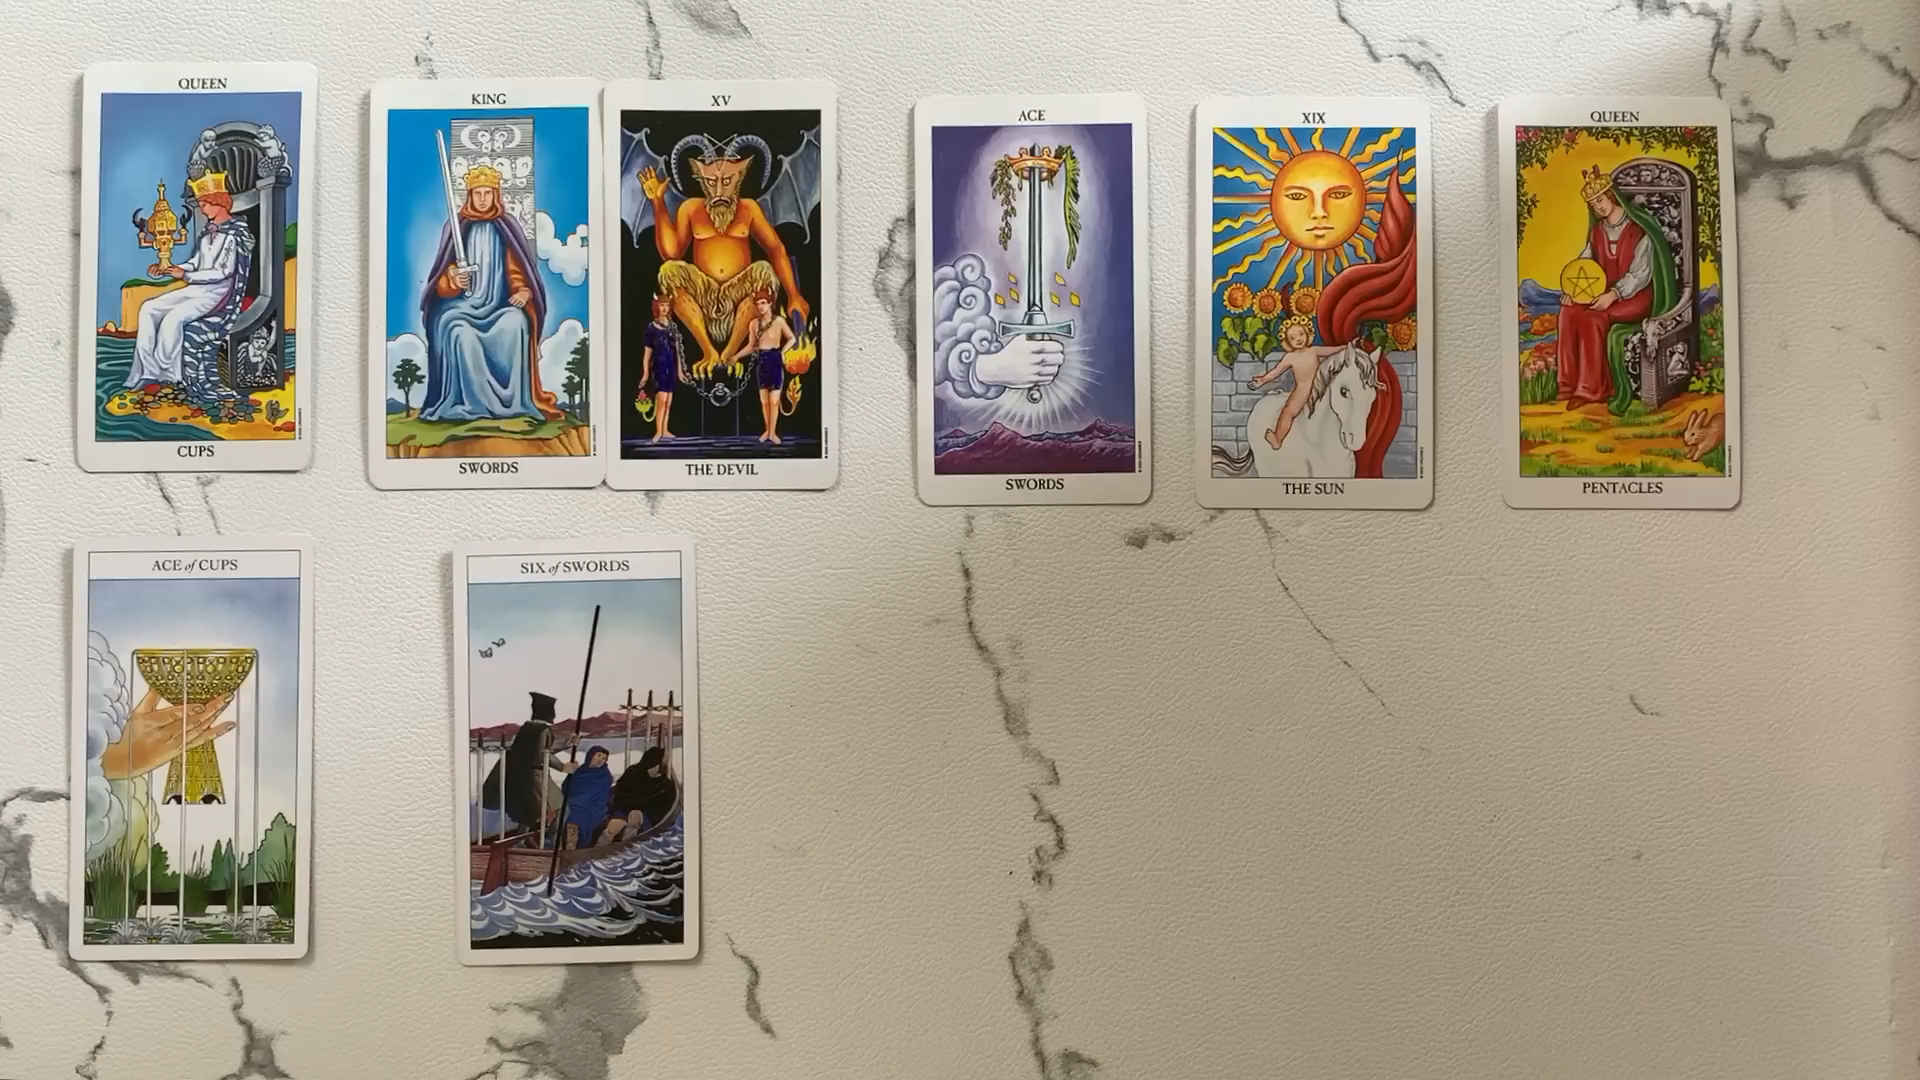 QUEEN
CUPS
KING
SWORDS
XV
THE DEVIL
ACE
SWORDS
XIX
THE SUN
QUEEN
PENTACLES
ACE of CUPS
SIX of SWORDS